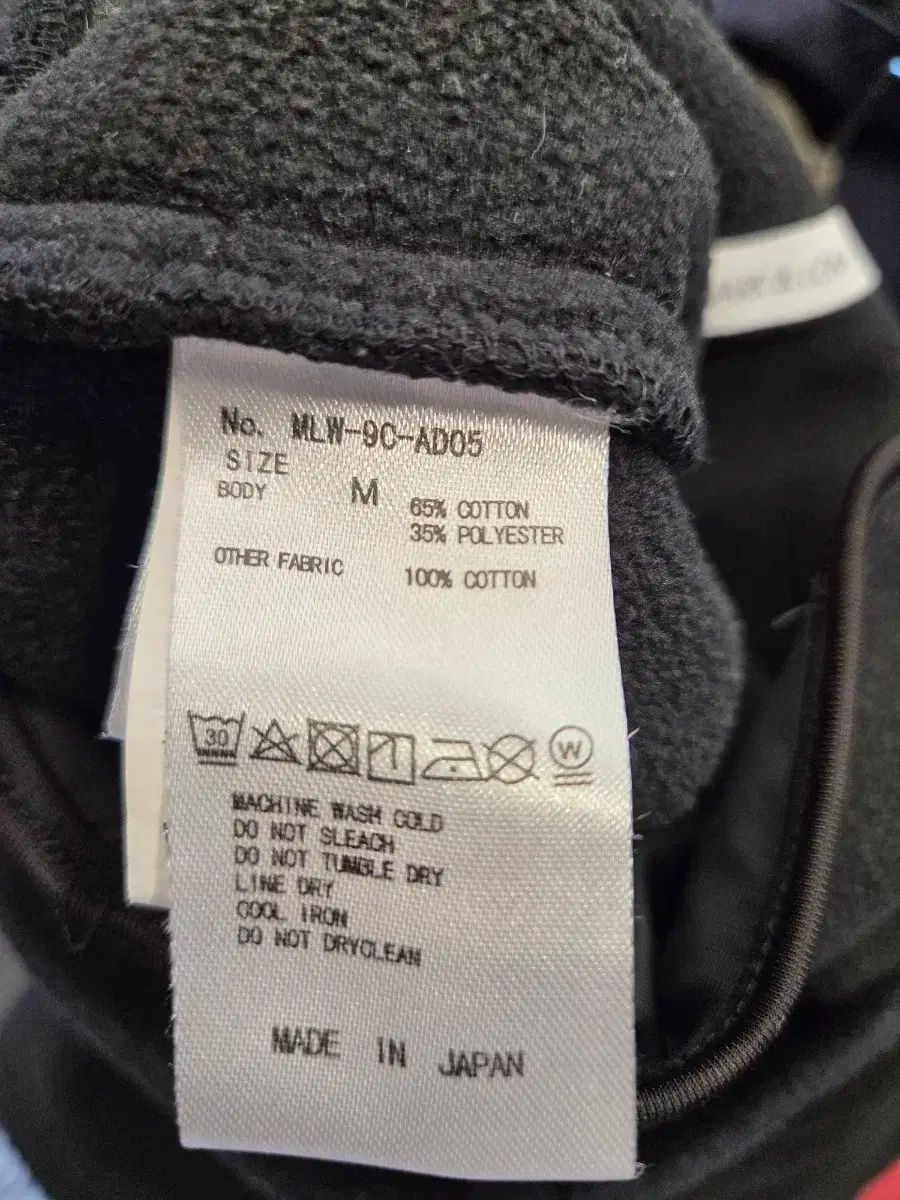 No. MLW-9C-AD05
SIZE M
BODY 65% COTTON
35% POLYESTER
OTHER FABRIC 100% COTTON
30 W
MACHINE WASH COLD
DO NOT SLEACH
DO NOT TUMBLE DRY
LINE DRY
COOL IRON
DO NOT DRYCLEAN
MADE IN JAPAN